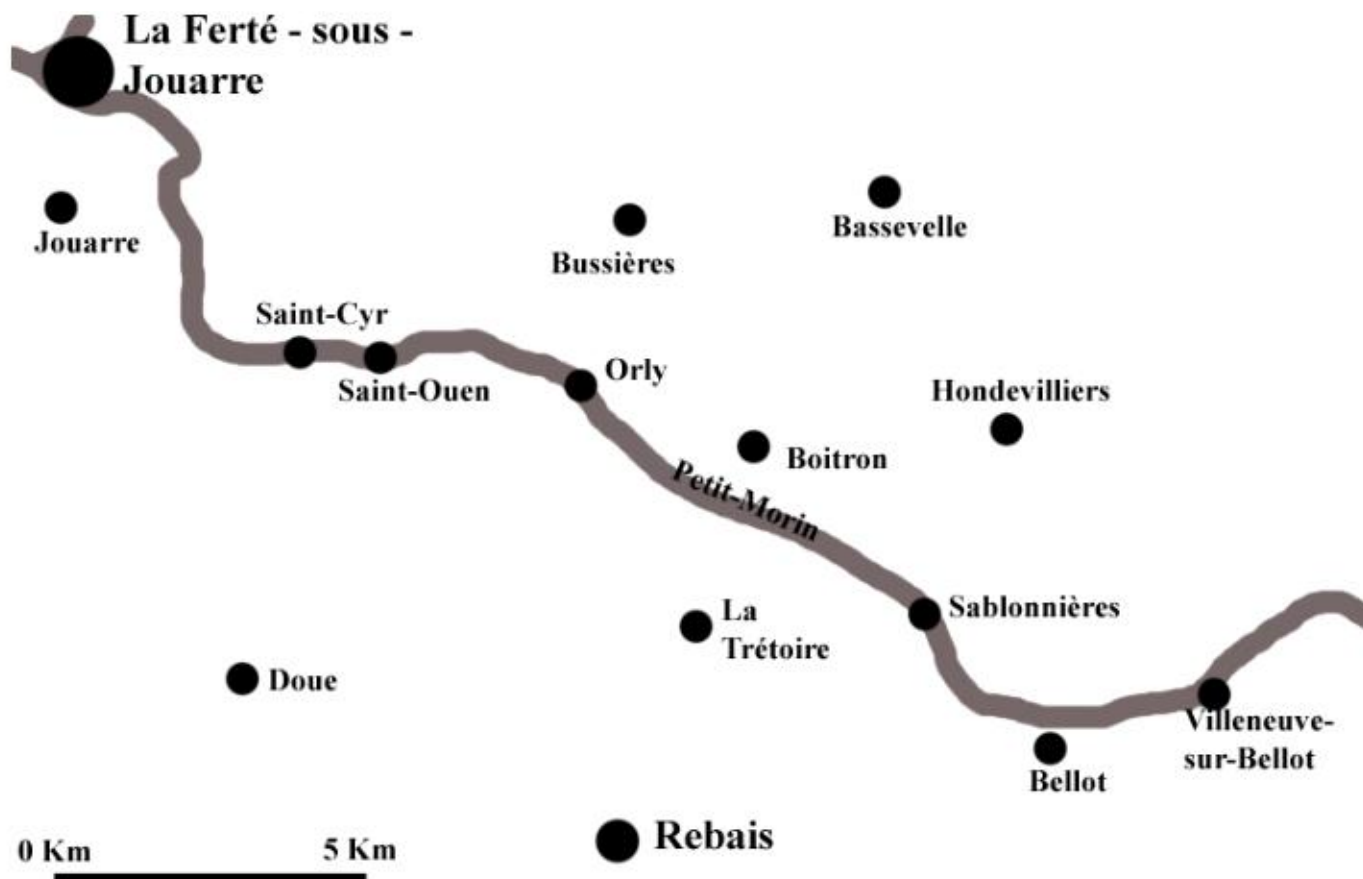 La Ferté - sous -
Jouarre
Jouarre
Bussières
Bassevelle
Saint-Cyr
Saint-Ouen
Orly
Hondevilliers
Boitron
Petit-Morin
Sablonnières
La
Trétoire
Doue
Villeneuve-
sur-Bellot
Bellot
Rebais
0 Km
5 Km